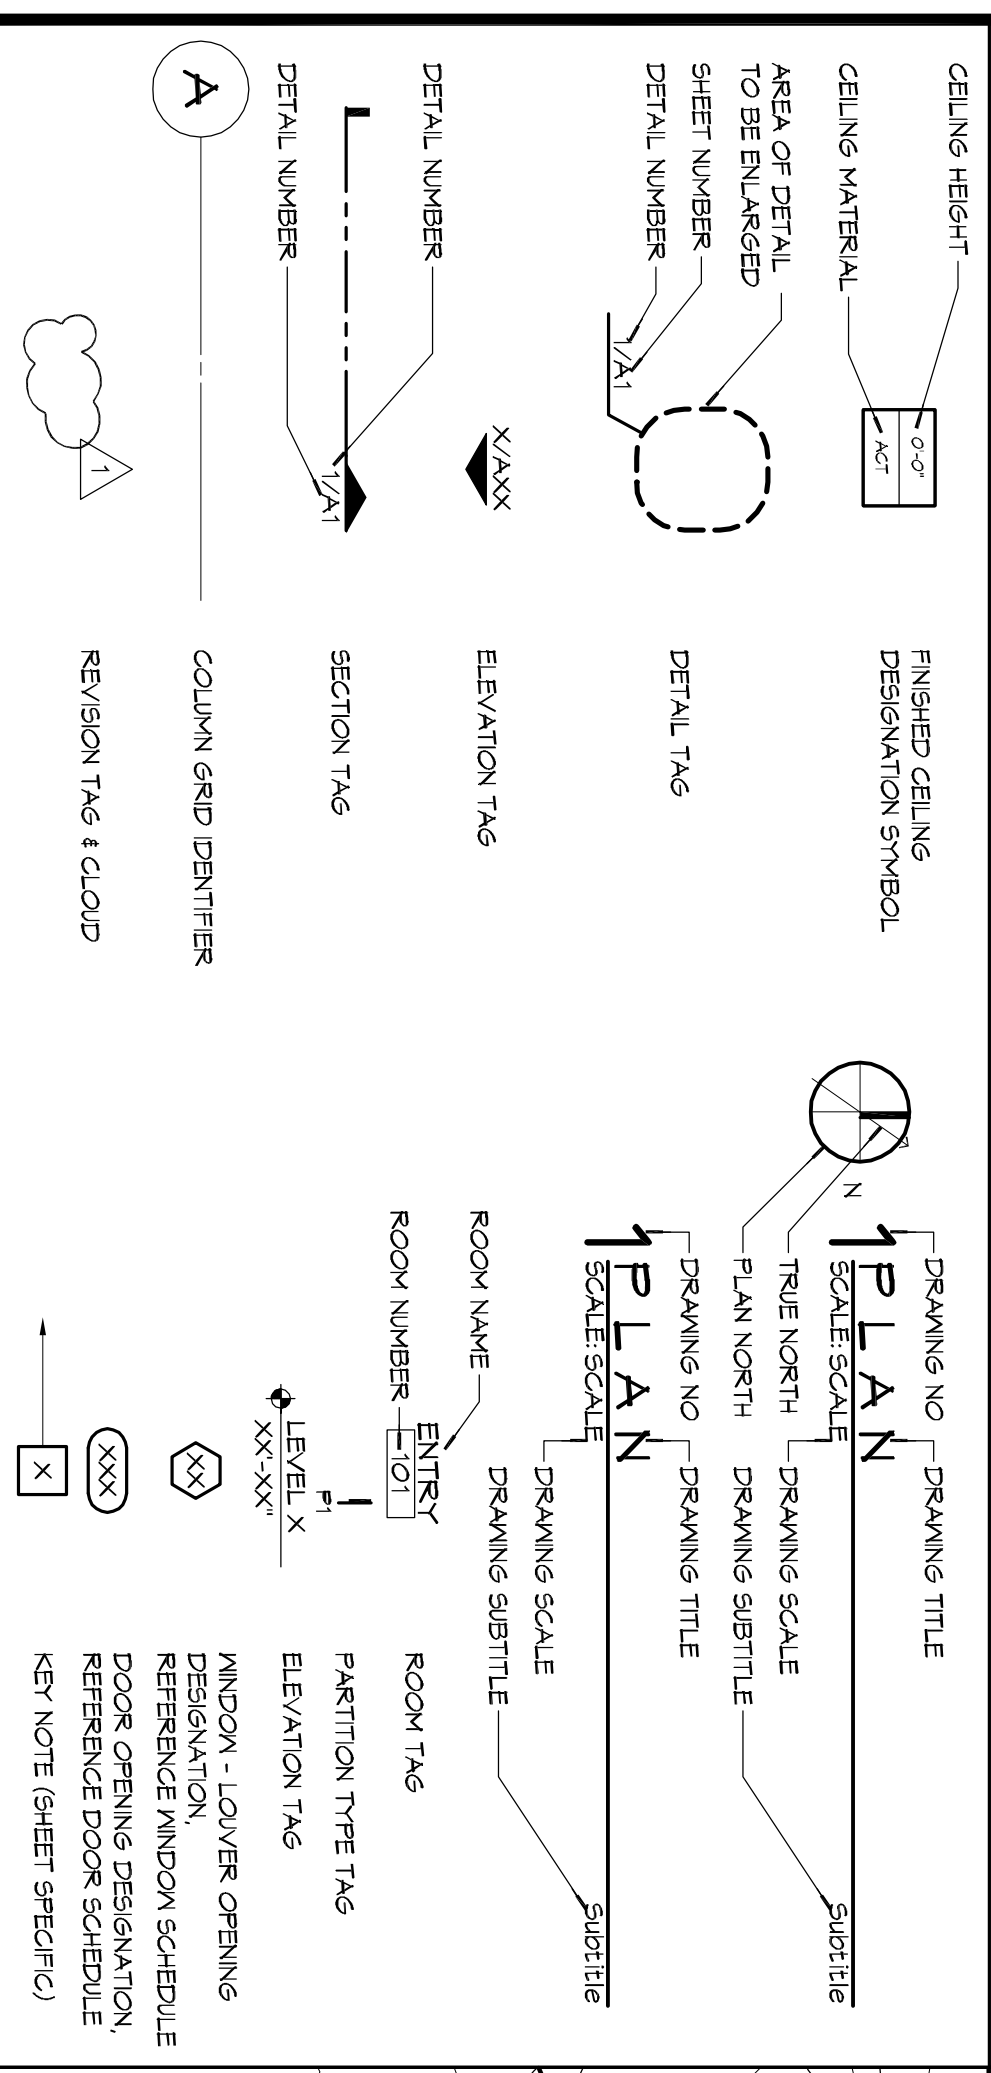 CEILING HEIGHT
CEILING MATERIAL
0'-0"
ACT
FINISHED CEILING
DESIGNATION SYMBOL
AREA OF DETAIL
TO BE ENLARGED
SHEET NUMBER
DETAIL NUMBER
1/A1
DETAIL TAG
X/AXX
ELEVATION TAG
DETAIL NUMBER
1/A1
DETAIL NUMBER
SECTION TAG
A
COLUMN GRID IDENTIFIER
1
REVISION TAG & CLOUD
DRAWING NO
DRAWING TITLE
1 PLAN
SCALE: SCALE
Subtitle
N
TRUE NORTH
DRAWING SCALE
PLAN NORTH
DRAWING SUBTITLE
DRAWING NO
DRAWING TITLE
1 PLAN
SCALE: SCALE
Subtitle
DRAWING SCALE
DRAWING SUBTITLE
ROOM NAME
ENTRY
ROOM NUMBER
101
ROOM TAG
P1
PARTITION TYPE TAG
LEVEL X
XX'-XX"
ELEVATION TAG
XX
WINDOW - LOUVER OPENING
DESIGNATION,
REFERENCE WINDOW SCHEDULE
XXX
DOOR OPENING DESIGNATION,
REFERENCE DOOR SCHEDULE
X
KEY NOTE (SHEET SPECIFIC)